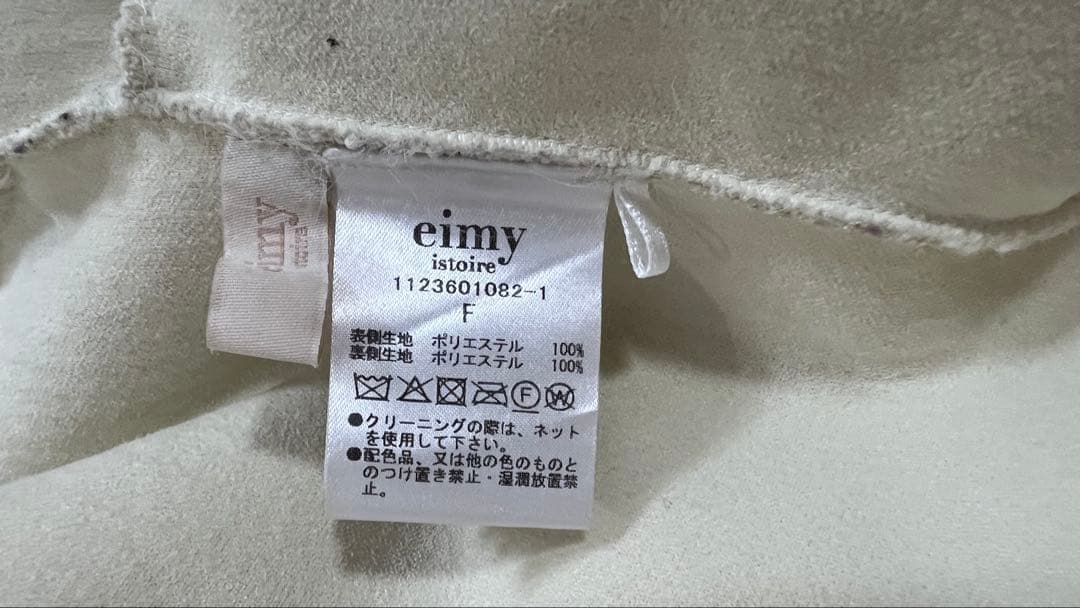 eimy
istoire
eimy
istoire
1123601082-1
F
表側生地 ポリエステル 100%
裏側生地 ポリエステル 100%
F W
●クリーニングの際は、ネット
を使用して下さい。
●配色品、又は他の色のものと
のつけ置き禁止・湿潤放置禁
止。